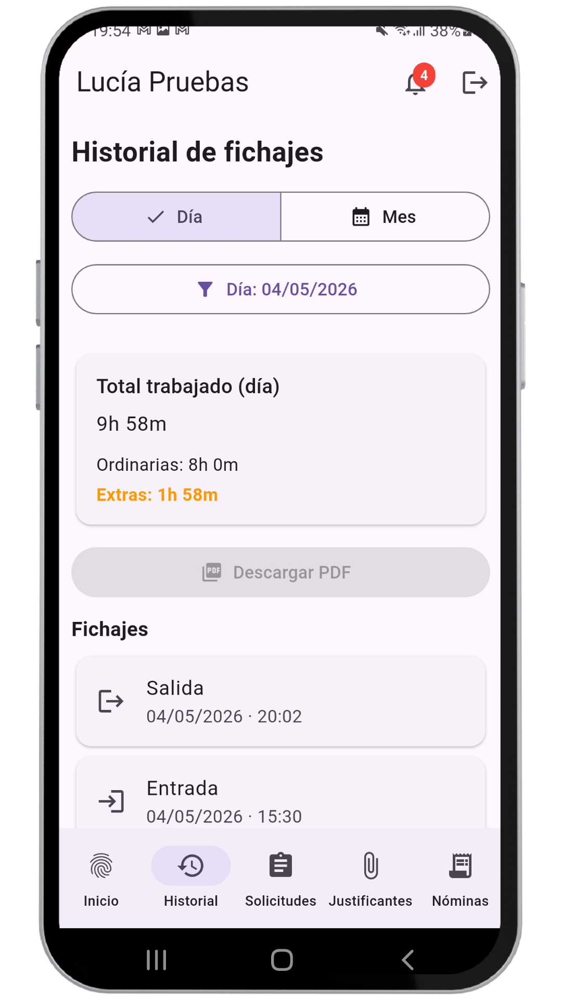 19:54 38%
Lucía Pruebas 4
Historial de fichajes
Día Mes
Día: 04/05/2026
Total trabajado (día)
9h 58m
Ordinarias: 8h 0m
Extras: 1h 58m
PDF Descargar PDF
Fichajes
Salida
04/05/2026 · 20:02
Entrada
04/05/2026 · 15:30
Inicio Historial Solicitudes Justificantes Nóminas